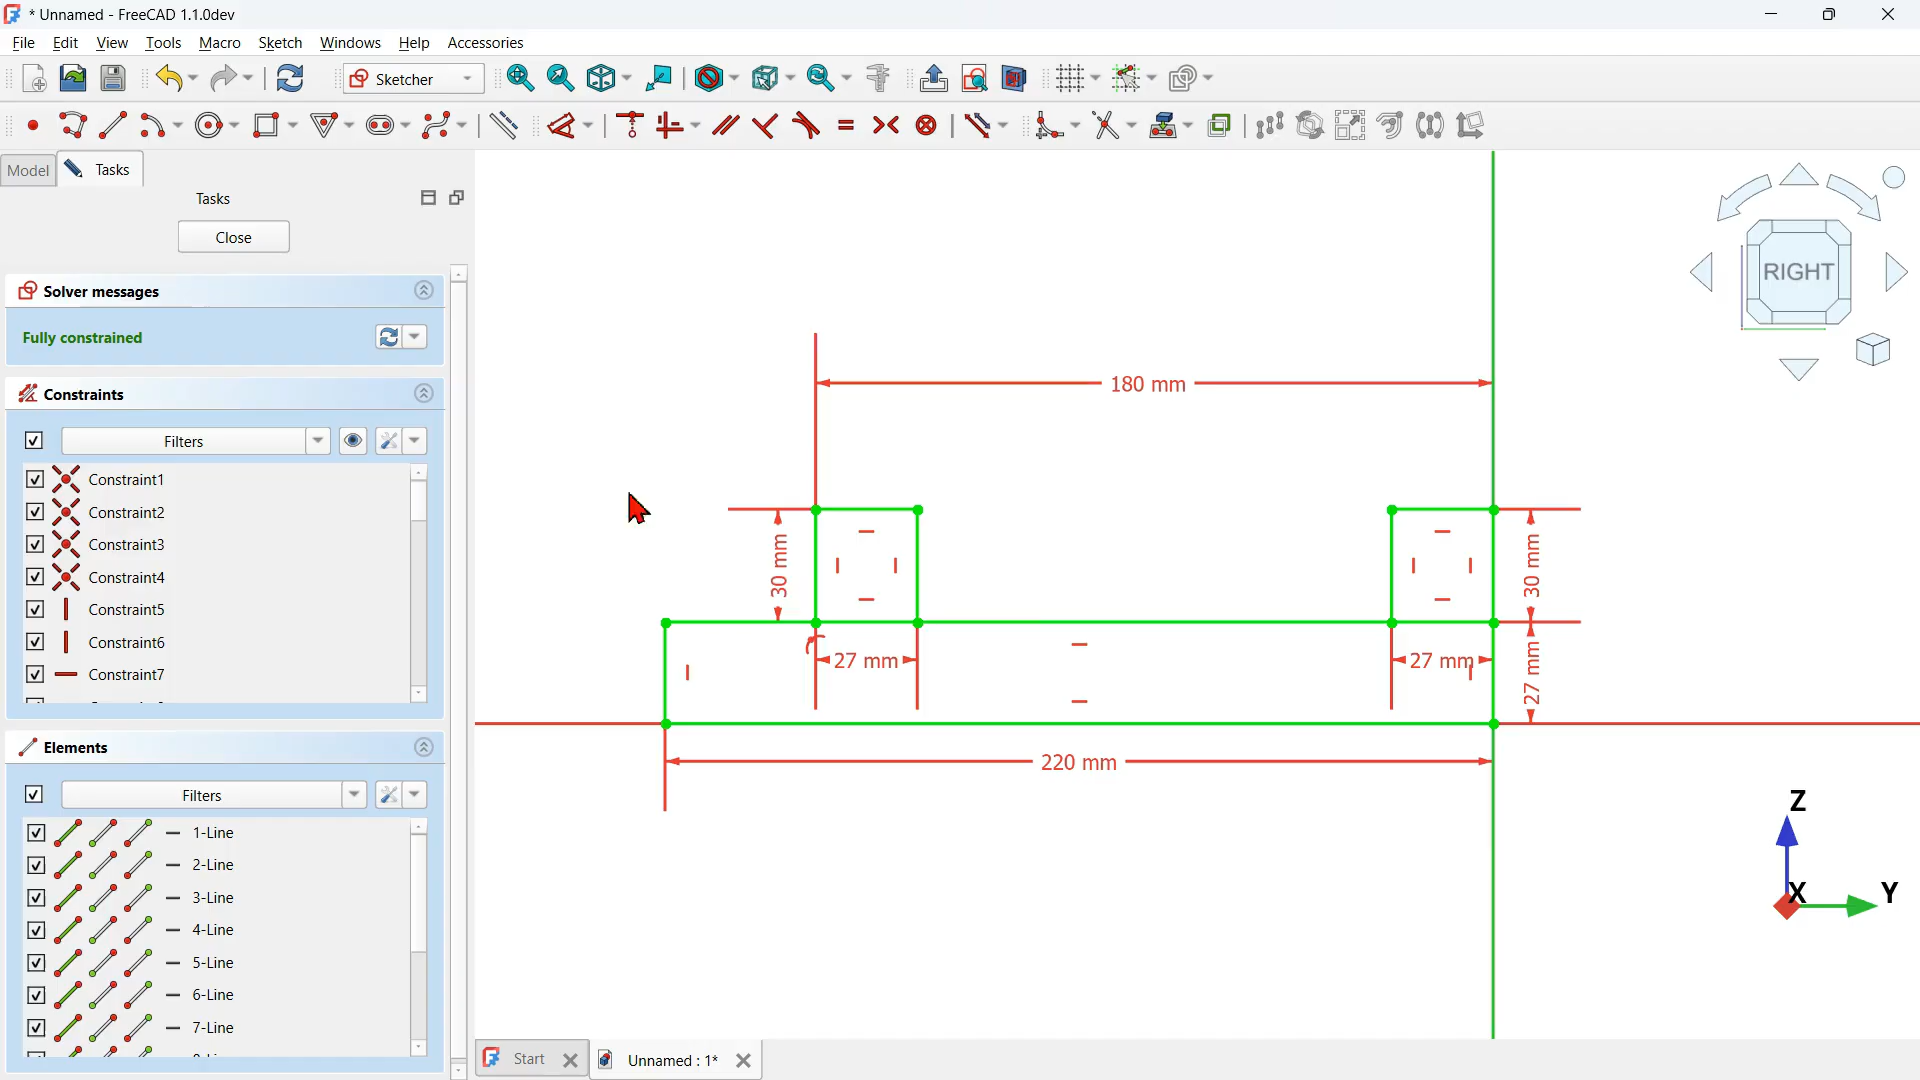 * Unnamed - FreeCAD 1.1.0dev
File Edit View Tools Macro Sketch Windows Help Accessories
Sketcher
Model
Tasks
Tasks
Close
Solver messages
Fully constrained
Constraints
Filters
Constraint1
Constraint2
Constraint3
Constraint4
Constraint5
Constraint6
Constraint7
Elements
Filters
1-Line
2-Line
3-Line
4-Line
5-Line
6-Line
7-Line
RIGHT
180 mm
30 mm
30 mm
27 mm
27 mm
27 mm
220 mm
Z
X
Y
Start
Unnamed : 1*